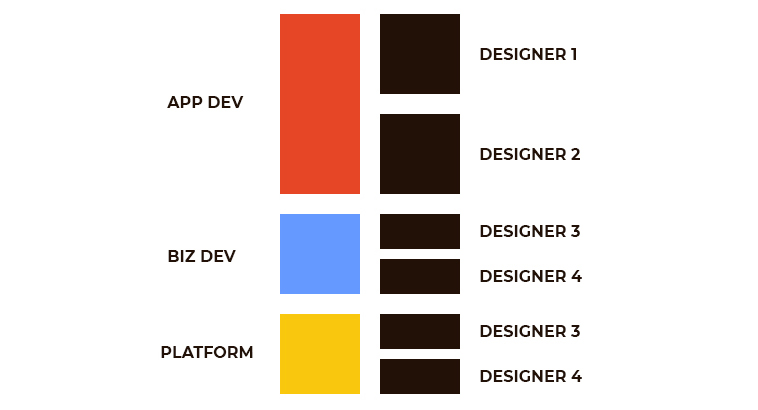 APP DEV
DESIGNER 1
DESIGNER 2
BIZ DEV
DESIGNER 3
DESIGNER 4
PLATFORM
DESIGNER 3
DESIGNER 4